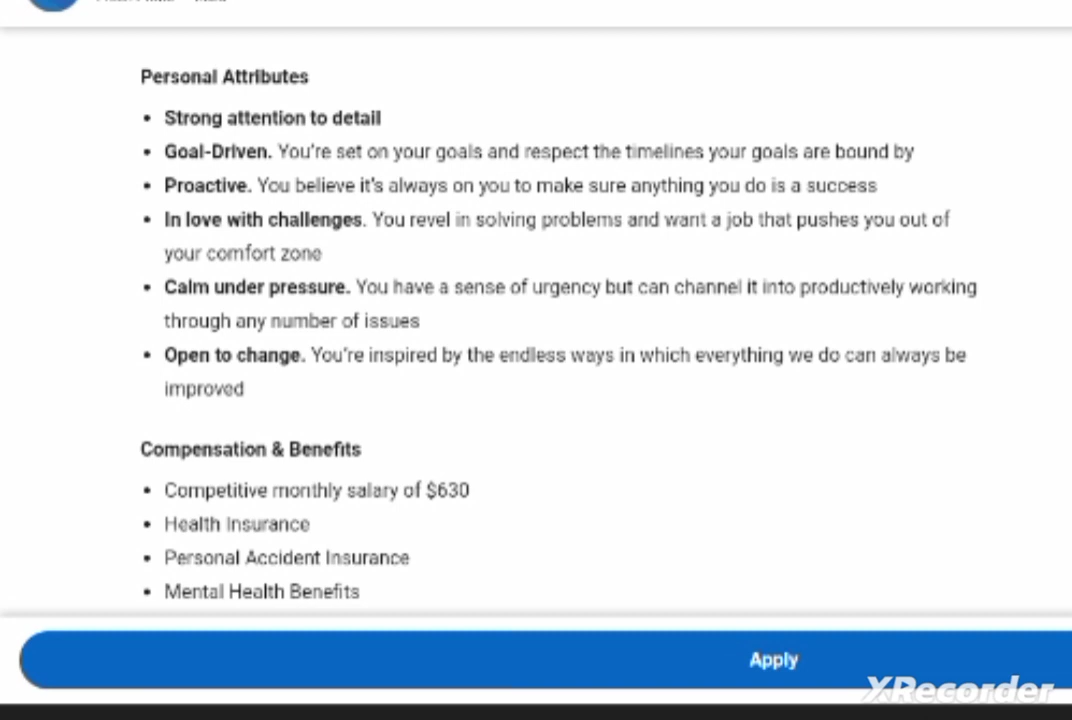 Personal Attributes
• Strong attention to detail
• Goal-Driven. You're set on your goals and respect the timelines your goals are bound by
• Proactive. You believe it's always on you to make sure anything you do is a success
• In love with challenges. You revel in solving problems and want a job that pushes you out of
your comfort zone
• Calm under pressure. You have a sense of urgency but can channel it into productively working
through any number of issues
• Open to change. You're inspired by the endless ways in which everything we do can always be
improved
Compensation & Benefits
• Competitive monthly salary of $630
• Health Insurance
• Personal Accident Insurance
• Mental Health Benefits
Apply
XRecorder